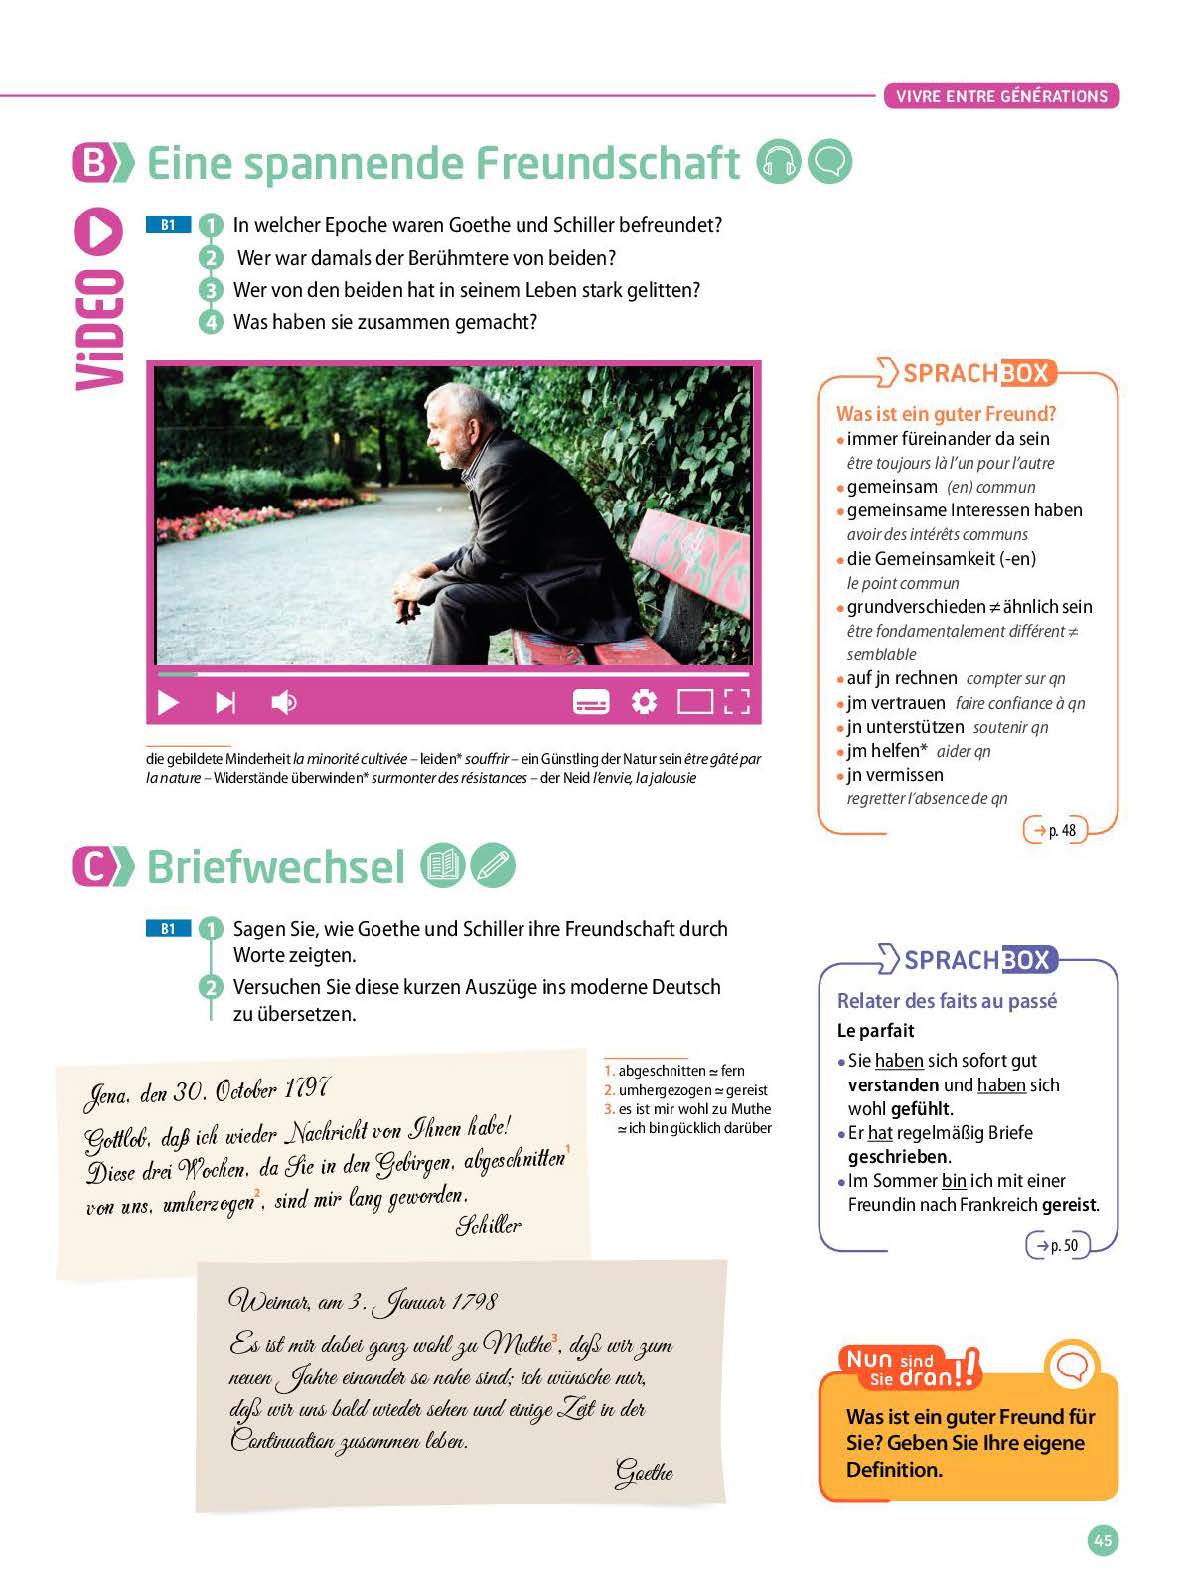 VIVRE ENTRE GÉNÉRATIONS
B Eine spannende Freundschaft
ViDEO
B1
1 In welcher Epoche waren Goethe und Schiller befreundet?
2 Wer war damals der Berühmtere von beiden?
3 Wer von den beiden hat in seinem Leben stark gelitten?
4 Was haben sie zusammen gemacht?
die gebildete Minderheit la minorité cultivée – leiden* souffrir – ein Günstling der Natur sein être gâté par
la nature – Widerstände überwinden* surmonter des résistances – der Neid l'envie, la jalousie
SPRACHBOX
Was ist ein guter Freund?
• immer füreinander da sein
être toujours là l'un pour l'autre
• gemeinsam (en) commun
• gemeinsame Interessen haben
avoir des intérêts communs
• die Gemeinsamkeit (-en)
le point commun
• grundverschieden ≠ ähnlich sein
être fondamentalement différent ≠
semblable
• auf jn rechnen compter sur qn
• jm vertrauen faire confiance à qn
• jn unterstützen soutenir qn
• jm helfen* aider qn
• jn vermissen
regretter l'absence de qn
→ p. 48
C Briefwechsel
B1
1 Sagen Sie, wie Goethe und Schiller ihre Freundschaft durch
Worte zeigten.
2 Versuchen Sie diese kurzen Auszüge ins moderne Deutsch
zu übersetzen.
Jena, den 30. October 1797
Gottlob, daß ich wieder Nachricht von Ihnen habe!
Diese drei Wochen, da Sie in den Gebirgen, abgeschnitten1
von uns, umherzogen2, sind mir lang geworden.
Schiller
1. abgeschnitten ≃ fern
2. umhergezogen ≃ gereist
3. es ist mir wohl zu Muthe
≃ ich bin gücklich darüber
Weimar, am 3. Januar 1798
Es ist mir dabei ganz wohl zu Muthe3, daß wir zum
neuen Jahre einander so nahe sind; ich wünsche nur,
daß wir uns bald wieder sehen und einige Zeit in der
Continuation zusammen leben.
Goethe
SPRACHBOX
Relater des faits au passé
Le parfait
• Sie haben sich sofort gut
verstanden und haben sich
wohl gefühlt.
• Er hat regelmäßig Briefe
geschrieben.
• Im Sommer bin ich mit einer
Freundin nach Frankreich gereist.
→ p. 50
Nun sind
Sie dran!!
Was ist ein guter Freund für
Sie? Geben Sie Ihre eigene
Definition.
45